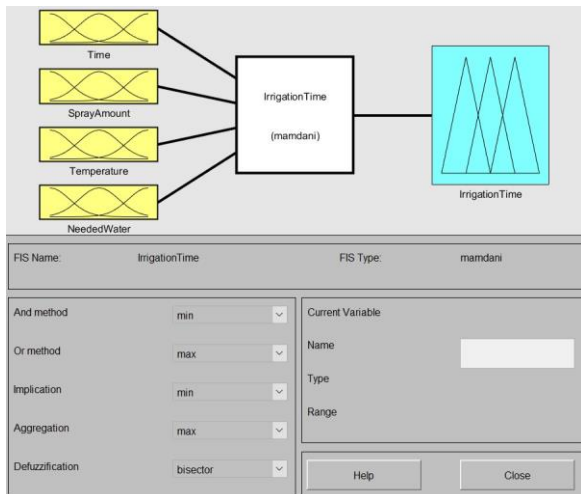 Time
SprayAmount
Temperature
NeededWater
IrrigationTime
(mamdani)
IrrigationTime
FIS Name: IrrigationTime FIS Type: mamdani
And method min
Or method max
Implication min
Aggregation max
Defuzzification bisector
Current Variable
Name
Type
Range
Help Close